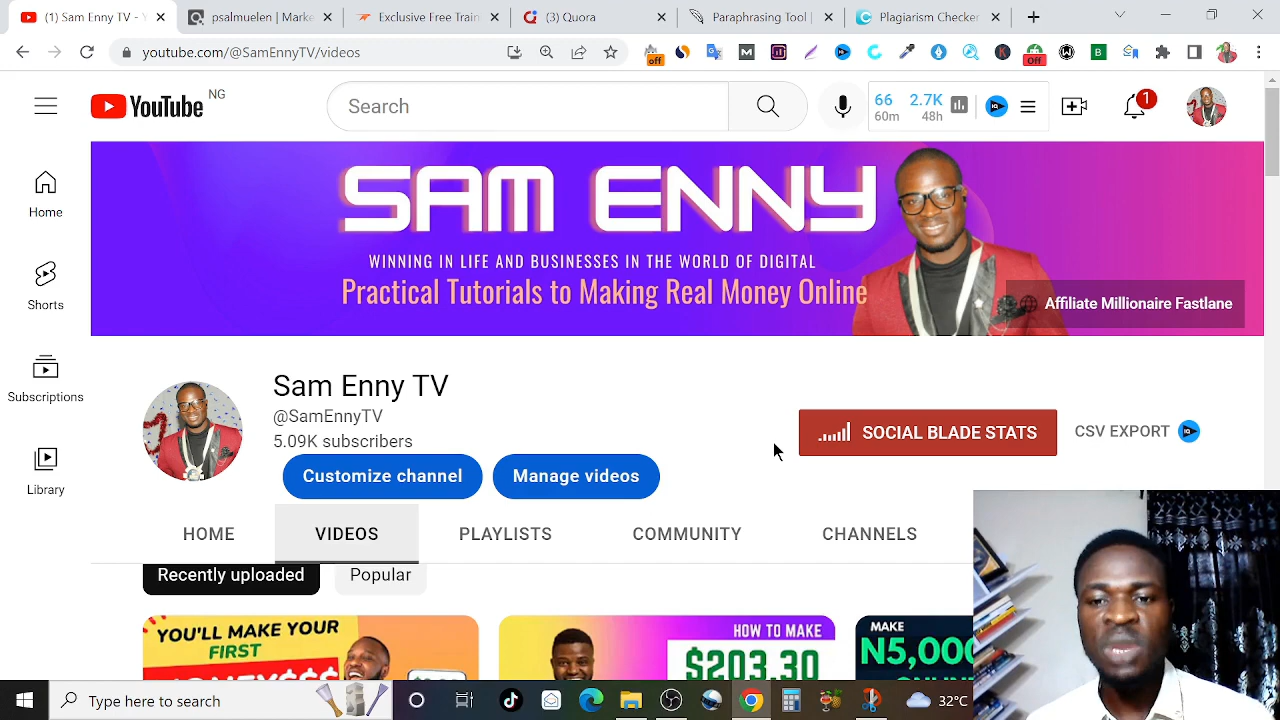 (1) Sam Enny TV - Y
psalmuelen | Marke
Exclusive Free Train
(3) Quora
Paraphrasing Tool |
Plagiarism Checker
youtube.com/@SamEnnyTV/videos
off
Off
B
YouTube NG
Search
66 2.7K
60m 48h
1
Home
Shorts
Subscriptions
Library
SAM ENNY
WINNING IN LIFE AND BUSINESSES IN THE WORLD OF DIGITAL
Practical Tutorials to Making Real Money Online
Affiliate Millionaire Fastlane
Sam Enny TV
@SamEnnyTV
5.09K subscribers
Customize channel
Manage videos
SOCIAL BLADE STATS
CSV EXPORT
HOME
VIDEOS
PLAYLISTS
COMMUNITY
CHANNELS
Recently uploaded
Popular
YOU'LL MAKE YOUR
FIRST
HOW TO MAKE
$203.30
MAKE
N5,000
Type here to search
32°C